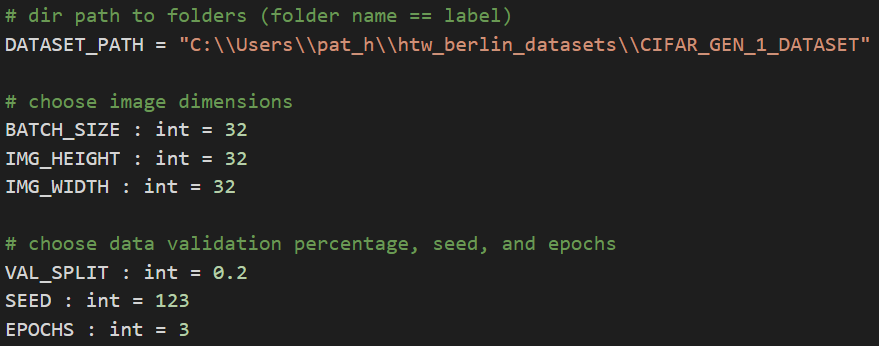 # dir path to folders (folder name == label)
DATASET_PATH = "C:\\Users\\pat_h\\htw_berlin_datasets\\CIFAR_GEN_1_DATASET"
# choose image dimensions
BATCH_SIZE : int = 32
IMG_HEIGHT : int = 32
IMG_WIDTH : int = 32
# choose data validation percentage, seed, and epochs
VAL_SPLIT : int = 0.2
SEED : int = 123
EPOCHS : int = 3